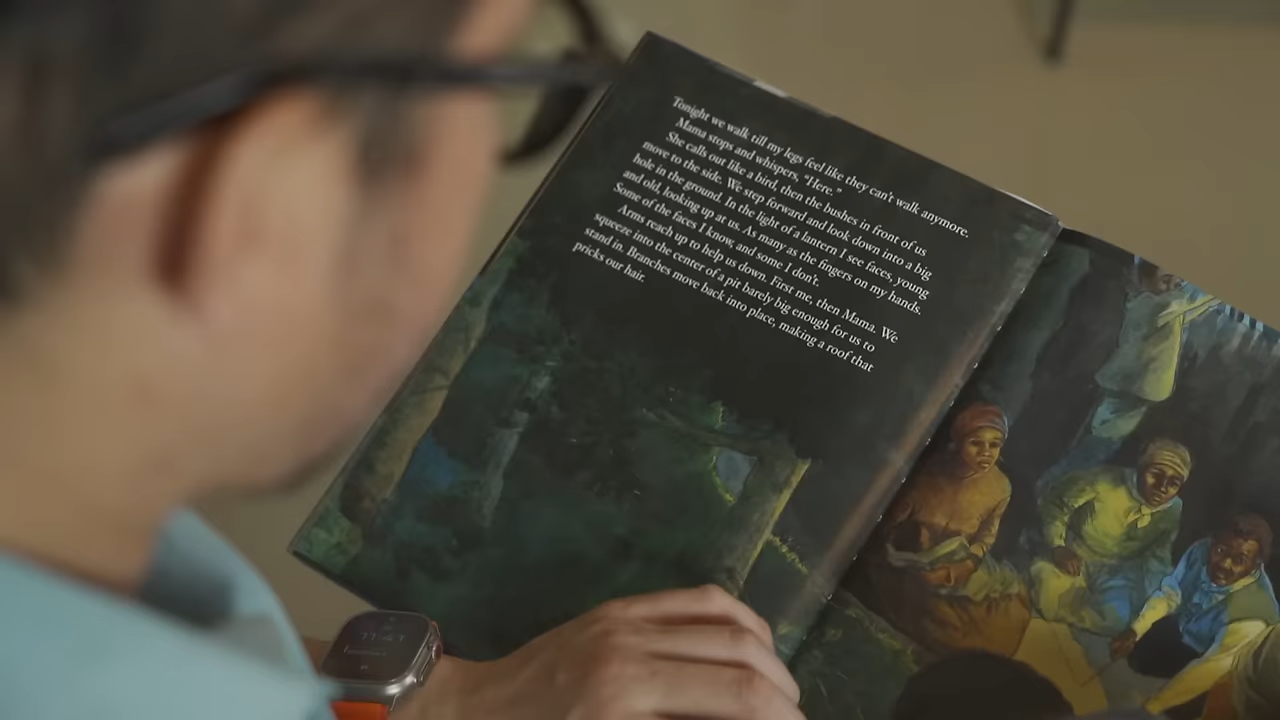 Tonight we walk till my legs feel like they can't walk anymore.
Mama stops and whispers, "Here."
She calls out like a bird, then the bushes in front of us
move to the side. We step forward and look down into a big
hole in the ground. In the light of a lantern I see faces, young
and old, looking up at us. As many as the fingers on my hands.
Some of the faces I know, and some I don't.
Arms reach up to help us down. First me, then Mama. We
squeeze into the center of a pit barely big enough for us to
stand in. Branches move back into place, making a roof that
pricks our hair.